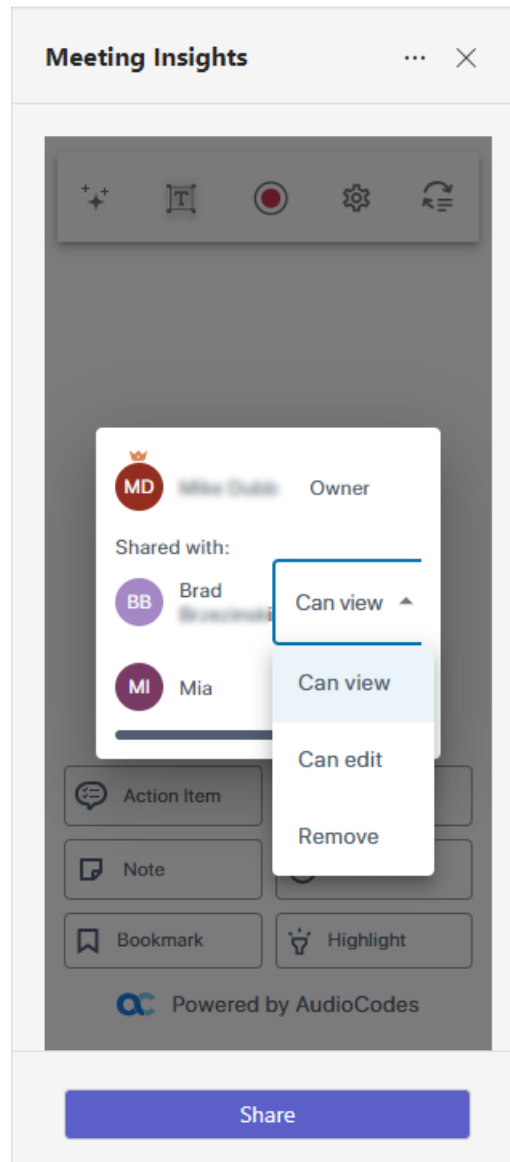 Meeting Insights
T
MD
Owner
Shared with:
BB Brad Can view
MI Mia
Can view
Can edit
Remove
Action Item
Note
Bookmark Highlight
ac Powered by AudioCodes
Share